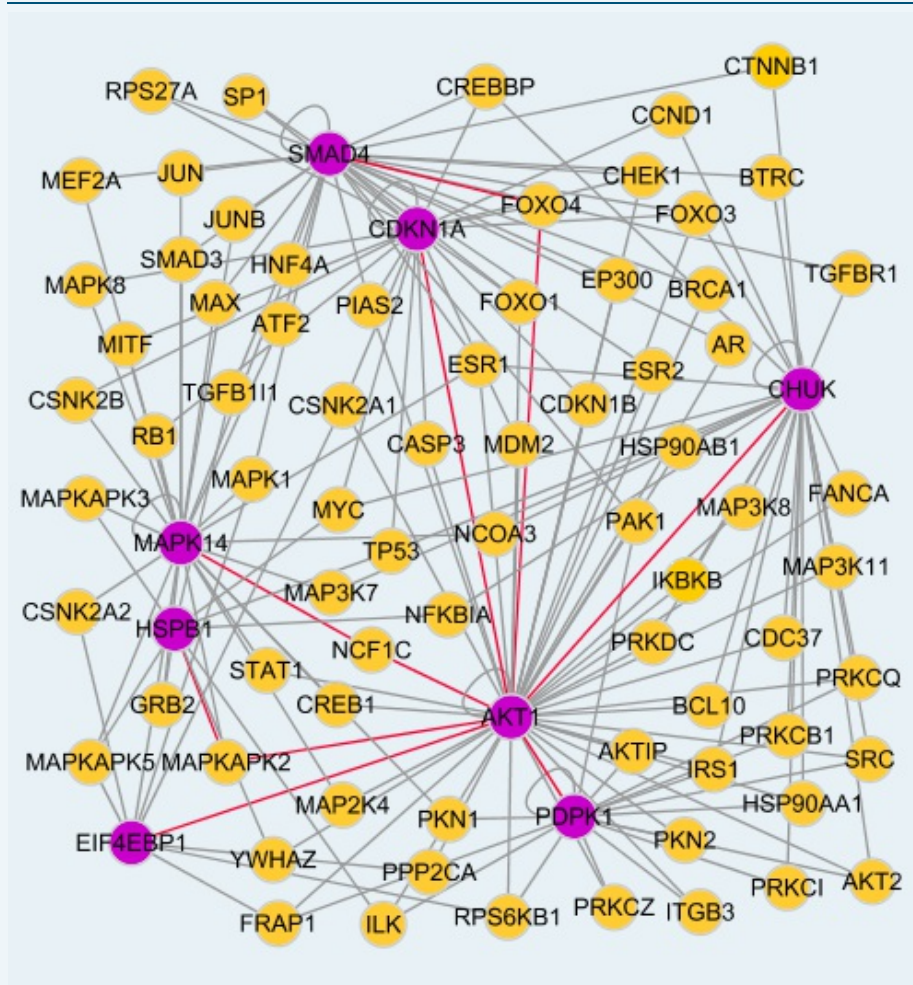 CTNNB1
RPS27A
SP1
CREBBP
CCND1
SMAD4
MEF2A
JUN
CHEK1
BTRC
JUNB
FOXO4
FOXO3
CDKN1A
SMAD3
HNF4A
MAPK8
MAX
PIAS2
FOXO1
EP300
BRCA1
TGFBR1
ATF2
MITF
AR
ESR1
ESR2
CHUK
CSNK2B
TGFB1I1
CSNK2A1
CDKN1B
RB1
CASP3
MDM2
HSP90AB1
MAPK1
MAPKAPK3
MYC
MAP3K8
FANCA
PAK1
MAPK14
TP53
NCOA3
MAP3K7
IKBKB
MAP3K11
CSNK2A2
HSPB1
NFKBIA
NCF1C
PRKDC
CDC37
STAT1
PRKCQ
GRB2
CREB1
AKT1
BCL10
PRKCB1
AKTIP
MAPKAPK5
MAPKAPK2
IRS1
SRC
MAP2K4
PKN1
PDPK1
HSP90AA1
EIF4EBP1
PKN2
YWHAZ
PPP2CA
PRKCI
AKT2
FRAP1
ILK
RPS6KB1
PRKCZ
ITGB3